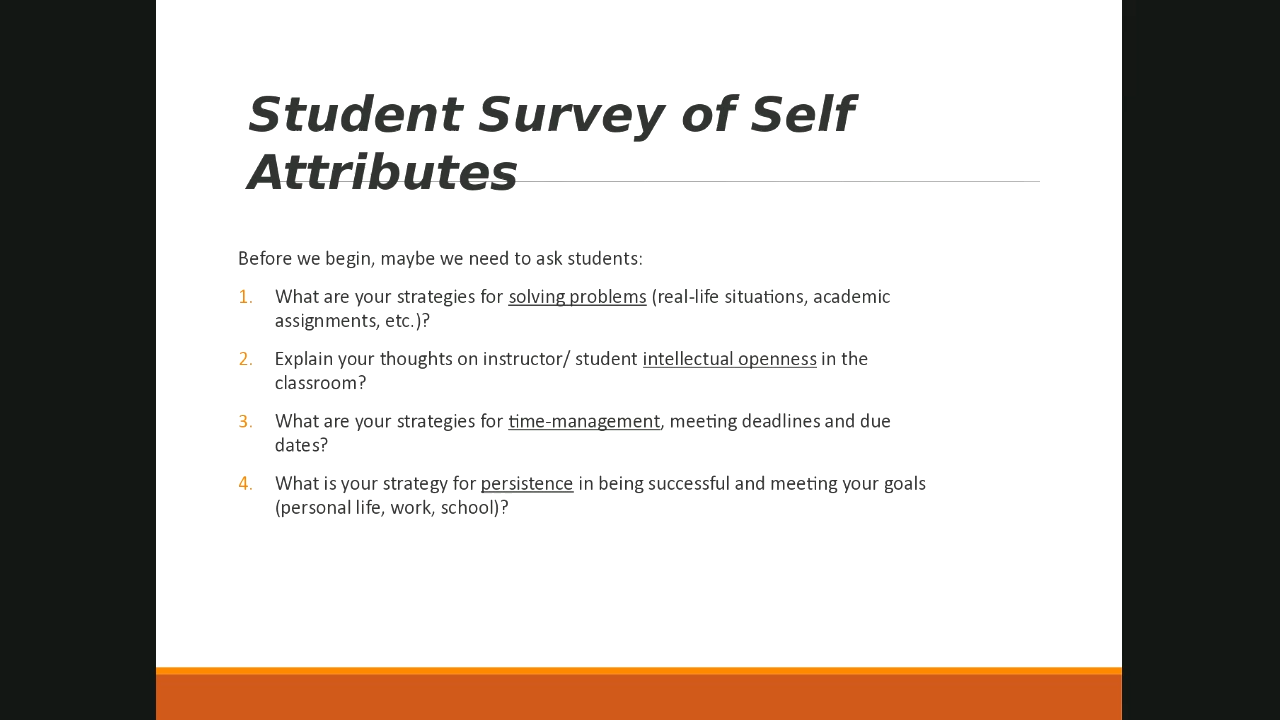 Student Survey of Self
Attributes
Before we begin, maybe we need to ask students:
1. What are your strategies for solving problems (real-life situations, academic
assignments, etc.)?
2. Explain your thoughts on instructor/ student intellectual openness in the
classroom?
3. What are your strategies for time-management, meeting deadlines and due
dates?
4. What is your strategy for persistence in being successful and meeting your goals
(personal life, work, school)?